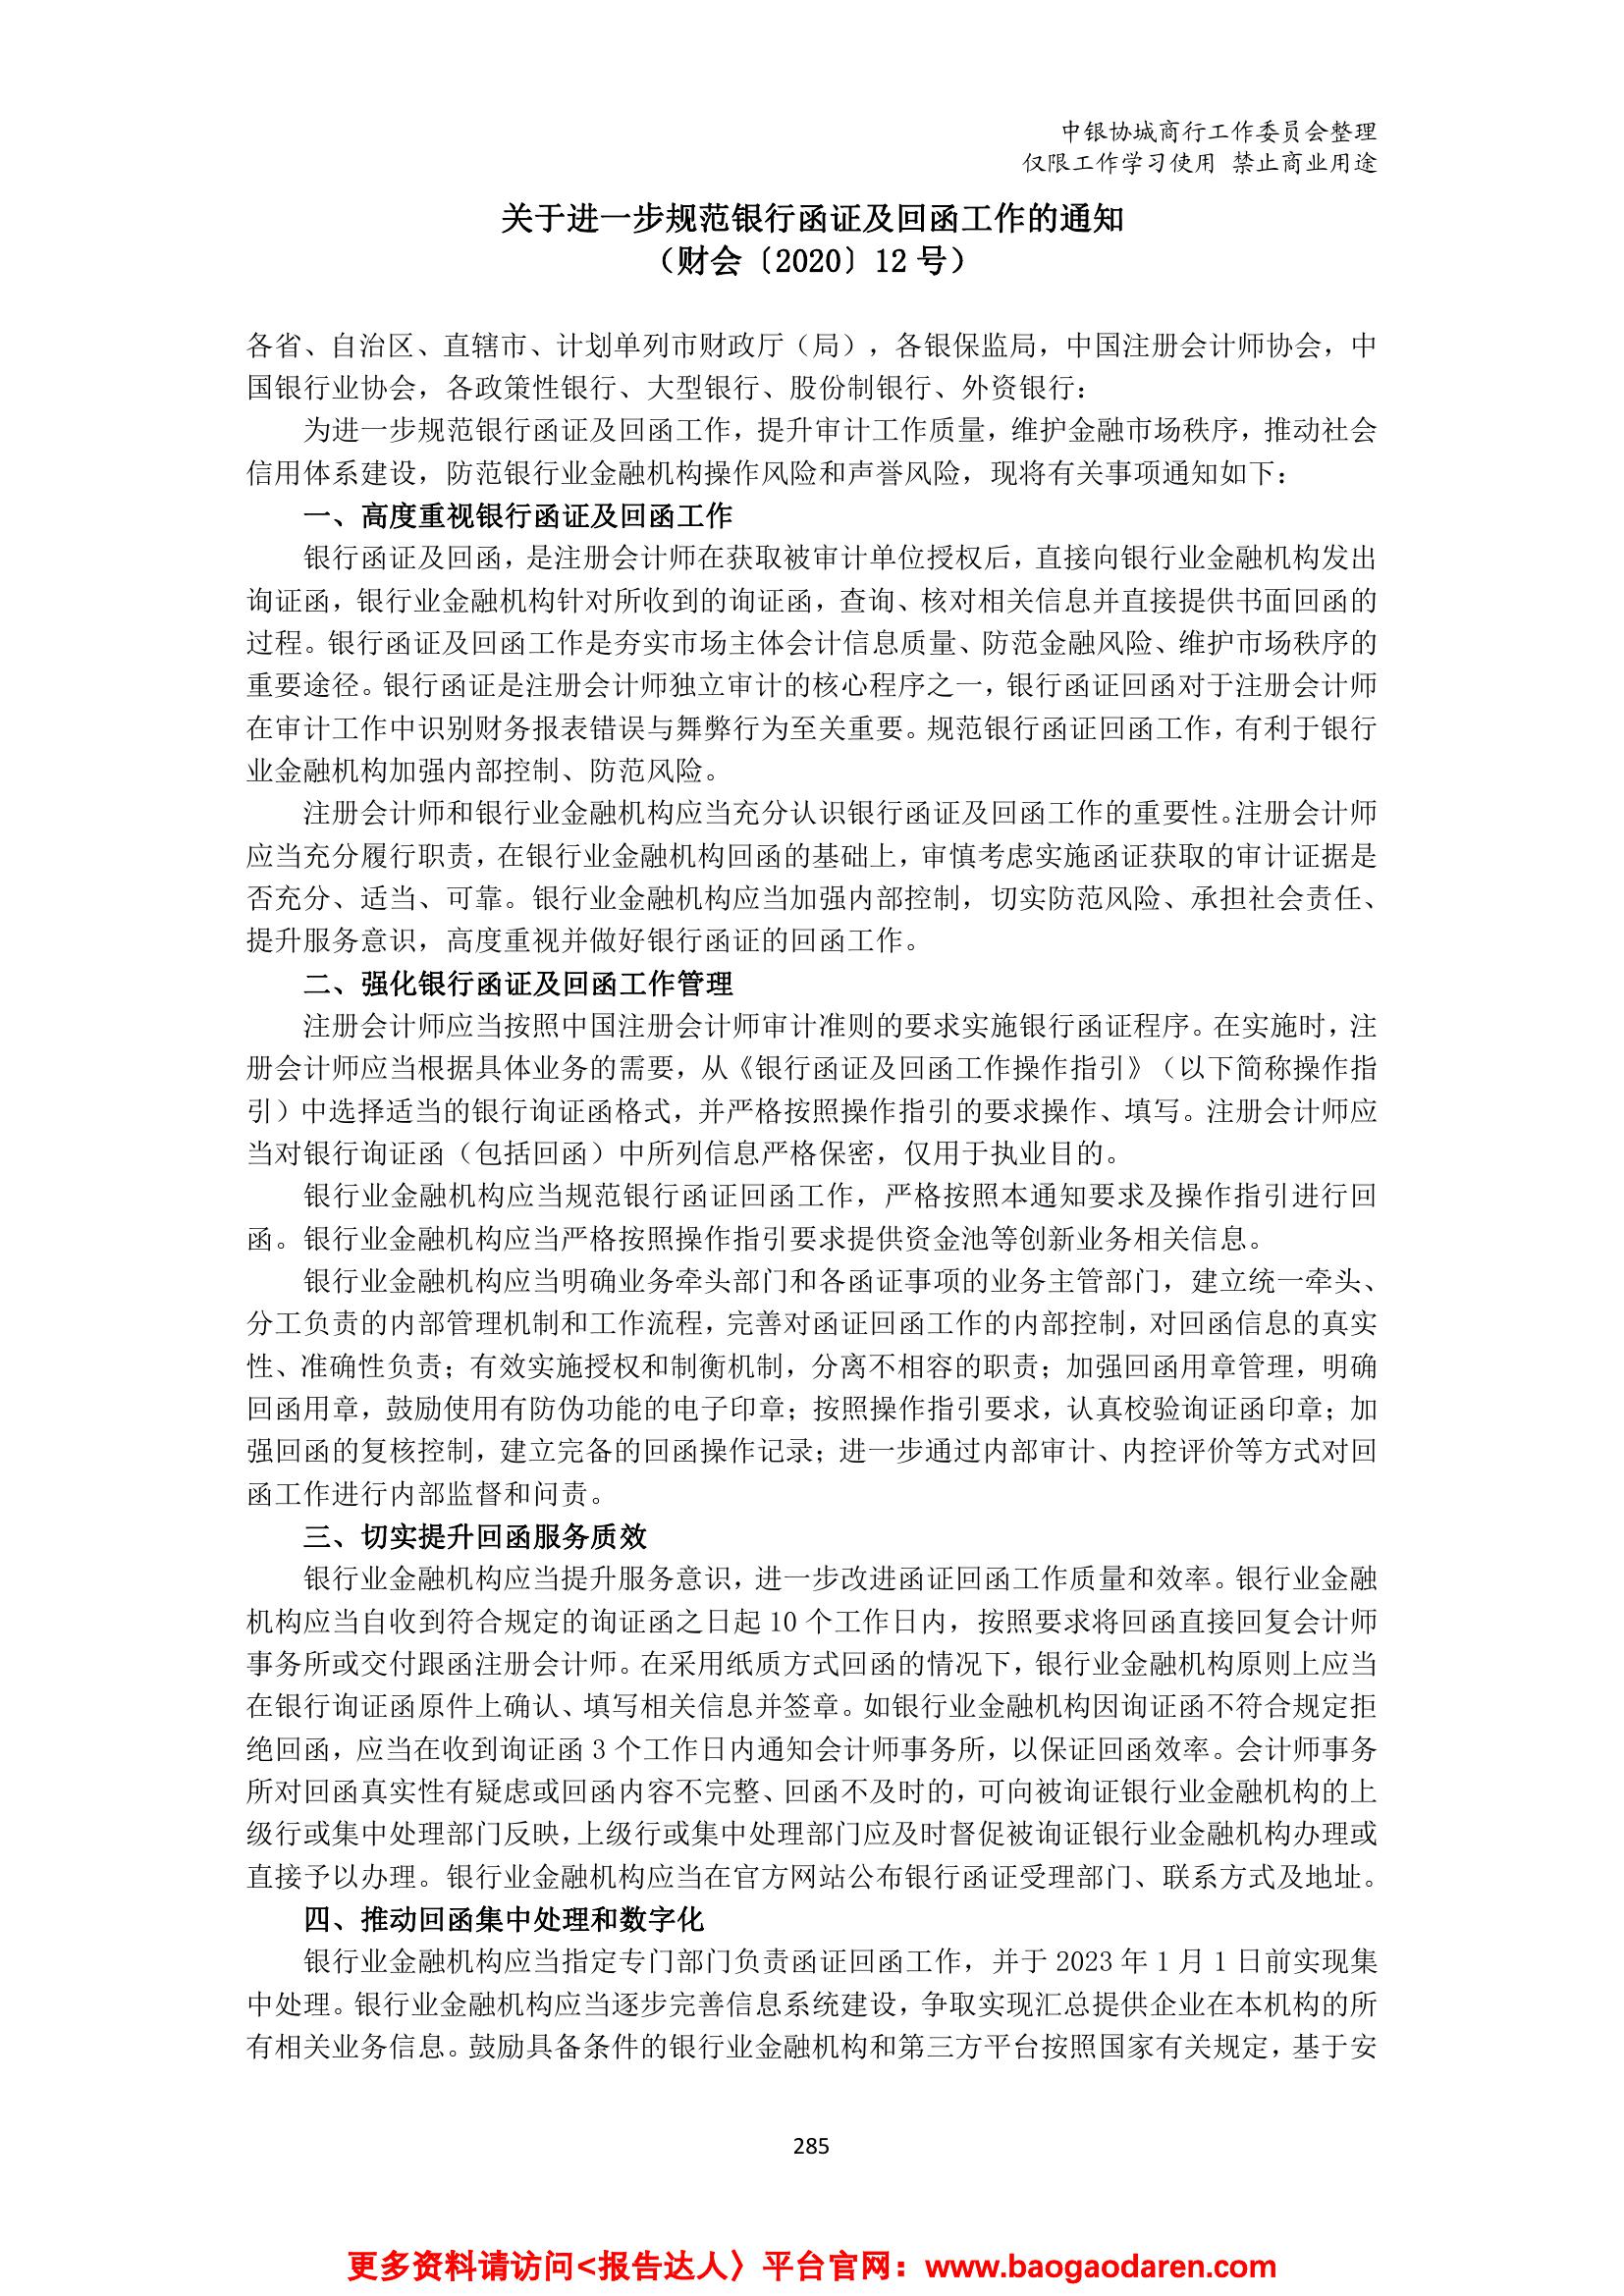 中银协城商行工作委员会整理
仅限工作学习使用 禁止商业用途
关于进一步规范银行函证及回函工作的通知
（财会〔2020〕12 号）
各省、自治区、直辖市、计划单列市财政厅（局），各银保监局，中国注册会计师协会，中
国银行业协会，各政策性银行、大型银行、股份制银行、外资银行：
为进一步规范银行函证及回函工作，提升审计工作质量，维护金融市场秩序，推动社会
信用体系建设，防范银行业金融机构操作风险和声誉风险，现将有关事项通知如下：
一、高度重视银行函证及回函工作
银行函证及回函，是注册会计师在获取被审计单位授权后，直接向银行业金融机构发出
询证函，银行业金融机构针对所收到的询证函，查询、核对相关信息并直接提供书面回函的
过程。银行函证及回函工作是夯实市场主体会计信息质量、防范金融风险、维护市场秩序的
重要途径。银行函证是注册会计师独立审计的核心程序之一，银行函证回函对于注册会计师
在审计工作中识别财务报表错误与舞弊行为至关重要。规范银行函证回函工作，有利于银行
业金融机构加强内部控制、防范风险。
注册会计师和银行业金融机构应当充分认识银行函证及回函工作的重要性。注册会计师
应当充分履行职责，在银行业金融机构回函的基础上，审慎考虑实施函证获取的审计证据是
否充分、适当、可靠。银行业金融机构应当加强内部控制，切实防范风险、承担社会责任、
提升服务意识，高度重视并做好银行函证的回函工作。
二、强化银行函证及回函工作管理
注册会计师应当按照中国注册会计师审计准则的要求实施银行函证程序。在实施时，注
册会计师应当根据具体业务的需要，从《银行函证及回函工作操作指引》（以下简称操作指
引）中选择适当的银行询证函格式，并严格按照操作指引的要求操作、填写。注册会计师应
当对银行询证函（包括回函）中所列信息严格保密，仅用于执业目的。
银行业金融机构应当规范银行函证回函工作，严格按照本通知要求及操作指引进行回
函。银行业金融机构应当严格按照操作指引要求提供资金池等创新业务相关信息。
银行业金融机构应当明确业务牵头部门和各函证事项的业务主管部门，建立统一牵头、
分工负责的内部管理机制和工作流程，完善对函证回函工作的内部控制，对回函信息的真实
性、准确性负责；有效实施授权和制衡机制，分离不相容的职责；加强回函用章管理，明确
回函用章，鼓励使用有防伪功能的电子印章；按照操作指引要求，认真校验询证函印章；加
强回函的复核控制，建立完备的回函操作记录；进一步通过内部审计、内控评价等方式对回
函工作进行内部监督和问责。
三、切实提升回函服务质效
银行业金融机构应当提升服务意识，进一步改进函证回函工作质量和效率。银行业金融
机构应当自收到符合规定的询证函之日起 10 个工作日内，按照要求将回函直接回复会计师
事务所或交付跟函注册会计师。在采用纸质方式回函的情况下，银行业金融机构原则上应当
在银行询证函原件上确认、填写相关信息并签章。如银行业金融机构因询证函不符合规定拒
绝回函，应当在收到询证函 3 个工作日内通知会计师事务所，以保证回函效率。会计师事务
所对回函真实性有疑虑或回函内容不完整、回函不及时的，可向被询证银行业金融机构的上
级行或集中处理部门反映，上级行或集中处理部门应及时督促被询证银行业金融机构办理或
直接予以办理。银行业金融机构应当在官方网站公布银行函证受理部门、联系方式及地址。
四、推动回函集中处理和数字化
银行业金融机构应当指定专门部门负责函证回函工作，并于 2023 年 1 月 1 日前实现集
中处理。银行业金融机构应当逐步完善信息系统建设，争取实现汇总提供企业在本机构的所
有相关业务信息。鼓励具备条件的银行业金融机构和第三方平台按照国家有关规定，基于安
285
更多资料请访问<报告达人〉平台官网：www.baogaodaren.com